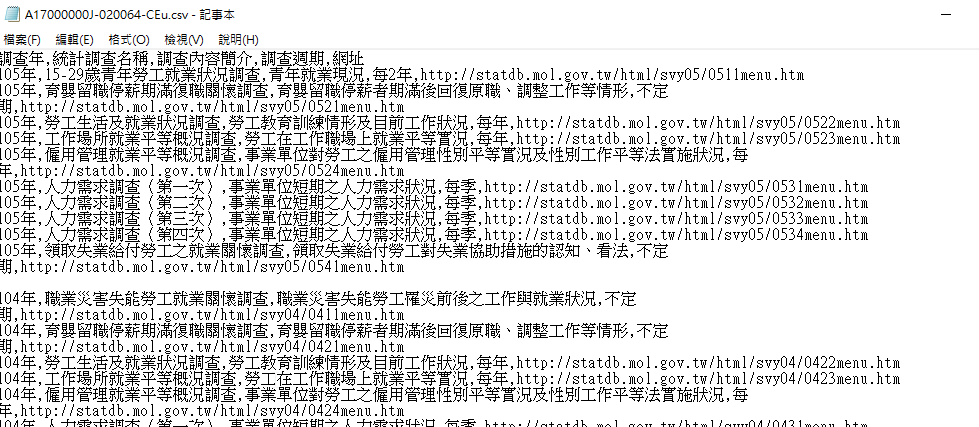 A17000000J-020064-CEu.csv - 記事本
檔案(F) 編輯(E) 格式(O) 檢視(V) 說明(H)
調查年,統計調查名稱,調查內容簡介,調查週期,網址
105年,15-29歲青年勞工就業狀況調查,青年就業現況,每2年,http://statdb.mol.gov.tw/html/svy05/0511menu.htm
105年,育嬰留職停薪期滿復職關懷調查,育嬰留職停薪者期滿後回復原職、調整工作等情形,不定
期,http://statdb.mol.gov.tw/html/svy05/0521menu.htm
105年,勞工生活及就業狀況調查,勞工教育訓練情形及目前工作狀況,每年,http://statdb.mol.gov.tw/html/svy05/0522menu.htm
105年,工作場所就業平等概況調查,勞工在工作職場上就業平等實況,每年,http://statdb.mol.gov.tw/html/svy05/0523menu.htm
105年,僱用管理就業平等概況調查,事業單位對勞工之僱用管理性別平等實況及性別工作平等法實施狀況,每
年,http://statdb.mol.gov.tw/html/svy05/0524menu.htm
105年,人力需求調查（第一次）,事業單位短期之人力需求狀況,每季,http://statdb.mol.gov.tw/html/svy05/0531menu.htm
105年,人力需求調查（第二次）,事業單位短期之人力需求狀況,每季,http://statdb.mol.gov.tw/html/svy05/0532menu.htm
105年,人力需求調查（第三次）,事業單位短期之人力需求狀況,每季,http://statdb.mol.gov.tw/html/svy05/0533menu.htm
105年,人力需求調查（第四次）,事業單位短期之人力需求狀況,每季,http://statdb.mol.gov.tw/html/svy05/0534menu.htm
105年,領取失業給付勞工之就業關懷調查,領取失業給付勞工對失業協助措施的認知、看法,不定
期,http://statdb.mol.gov.tw/html/svy05/0541menu.htm
104年,職業災害失能勞工就業關懷調查,職業災害失能勞工罹災前後之工作與就業狀況,不定
期,http://statdb.mol.gov.tw/html/svy04/0411menu.htm
104年,育嬰留職停薪期滿復職關懷調查,育嬰留職停薪者期滿後回復原職、調整工作等情形,不定
期,http://statdb.mol.gov.tw/html/svy04/0421menu.htm
104年,勞工生活及就業狀況調查,勞工教育訓練情形及目前工作狀況,每年,http://statdb.mol.gov.tw/html/svy04/0422menu.htm
104年,工作場所就業平等概況調查,勞工在工作職場上就業平等實況,每年,http://statdb.mol.gov.tw/html/svy04/0423menu.htm
104年,僱用管理就業平等概況調查,事業單位對勞工之僱用管理性別平等實況及性別工作平等法實施狀況,每
年,http://statdb.mol.gov.tw/html/svy04/0424menu.htm
104年,人力需求調查（第一次）,事業單位短期之人力需求狀況,每季,http://statdb.mol.gov.tw/html/svy04/0431menu.htm